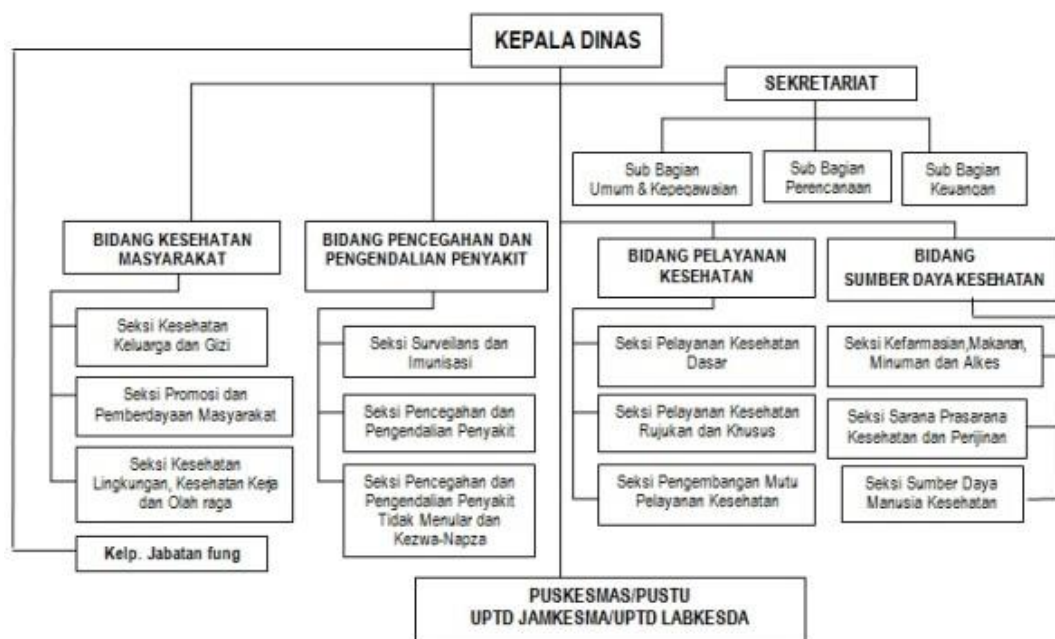 KEPALA DINAS
SEKRETARIAT
Sub Bagian
Umum & Kepegawaian
Sub Bagian
Perencanaan
Sub Bagian
Keuangan
BIDANG KESEHATAN
MASYARAKAT
BIDANG PENCEGAHAN DAN
PENGENDALIAN PENYAKIT
BIDANG PELAYANAN
KESEHATAN
BIDANG
SUMBER DAYA KESEHATAN
Seksi Kesehatan
Keluarga dan Gizi
Seksi Promosi dan
Pemberdayaan Masyarakat
Seksi Kesehatan
Lingkungan, Kesehatan Kerja
dan Olah raga
Kelp. Jabatan fung
Seksi Surveilans dan
Imunisasi
Seksi Pencegahan dan
Pengendalian Penyakit
Seksi Pencegahan dan
Pengendalian Penyakit
Tidak Menular dan
Kezwa-Napza
Seksi Pelayanan Kesehatan
Dasar
Seksi Pelayanan Kesehatan
Rujukan dan Khusus
Seksi Pengembangan Mutu
Pelayanan Kesehatan
Seksi Kefarmasian,Makanan,
Minuman dan Alkes
Seksi Sarana Prasarana
Kesehatan dan Perijinan
Seksi Sumber Daya
Manusia Kesehatan
PUSKESMAS/PUSTU
UPTD JAMKESMA/UPTD LABKESDA